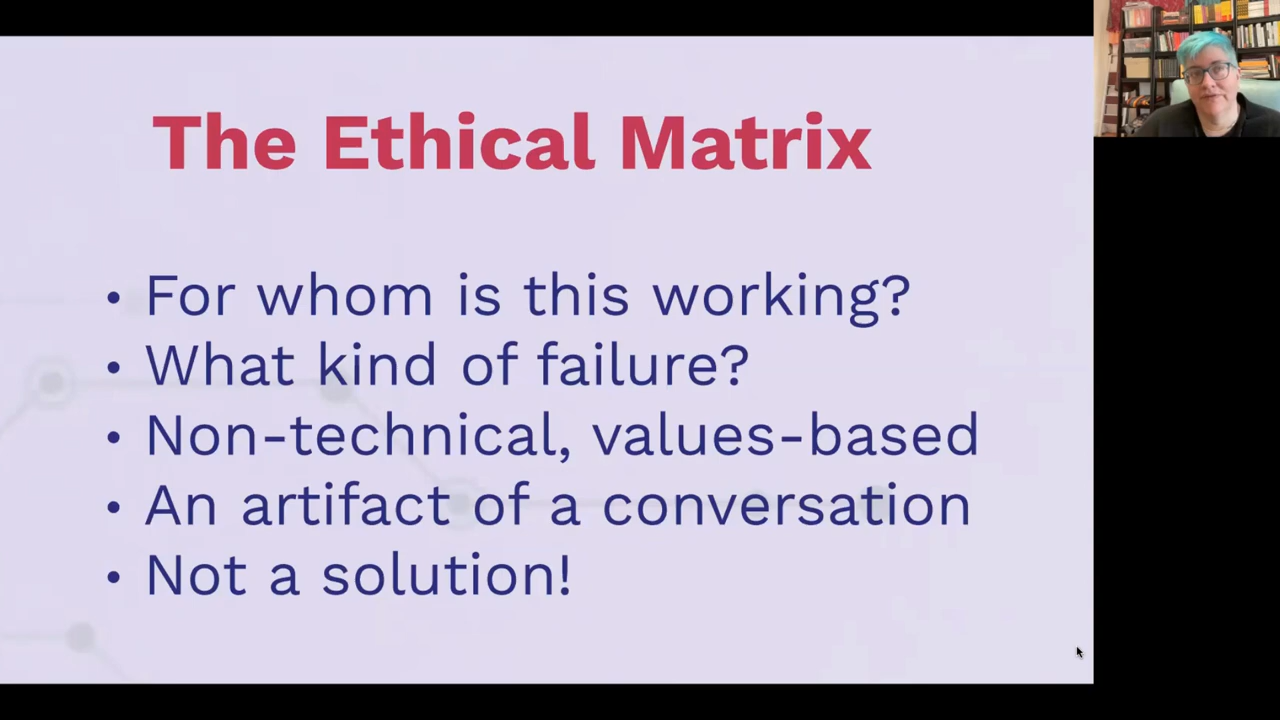 The Ethical Matrix
• For whom is this working?
• What kind of failure?
• Non-technical, values-based
• An artifact of a conversation
• Not a solution!